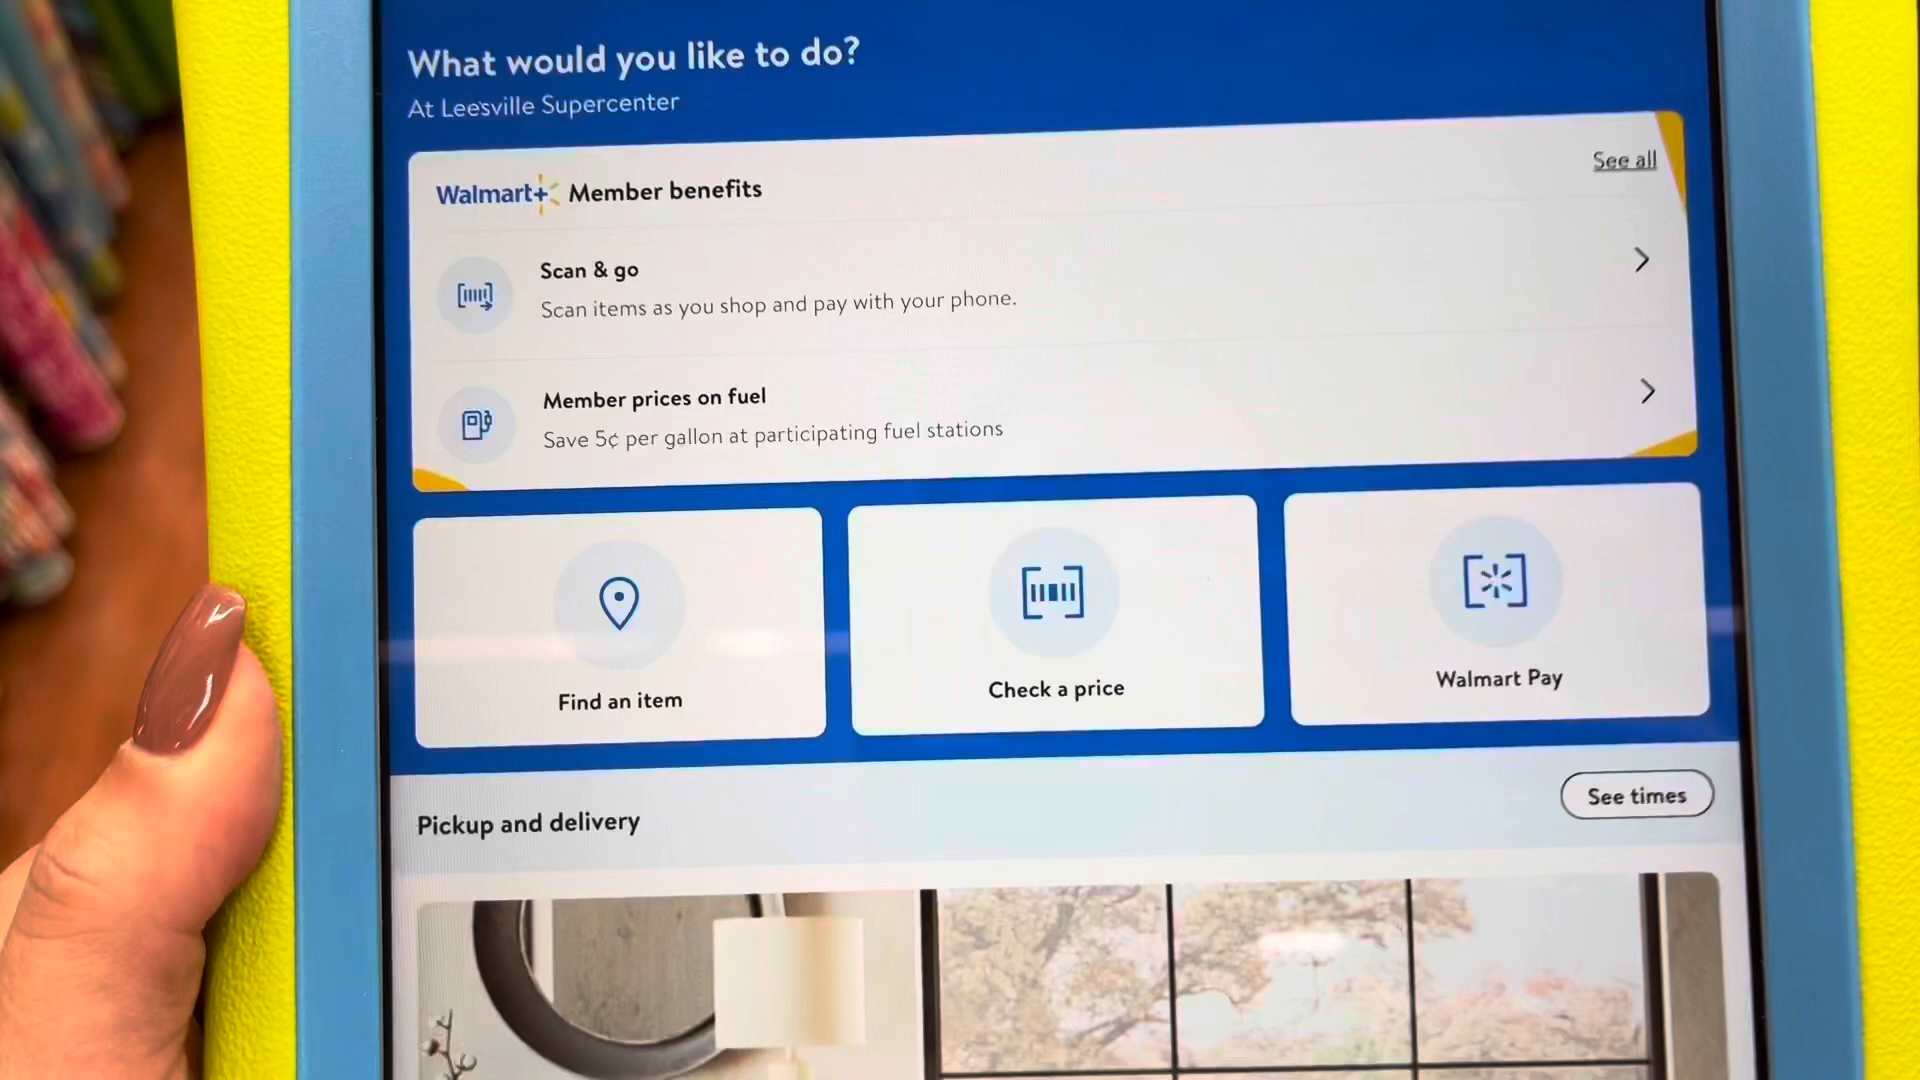 What would you like to do?
At Leesville Supercenter
Walmart+ Member benefits
See all
Scan & go
Scan items as you shop and pay with your phone.
Member prices on fuel
Save 5¢ per gallon at participating fuel stations
Find an item
Check a price
Walmart Pay
Pickup and delivery
See times